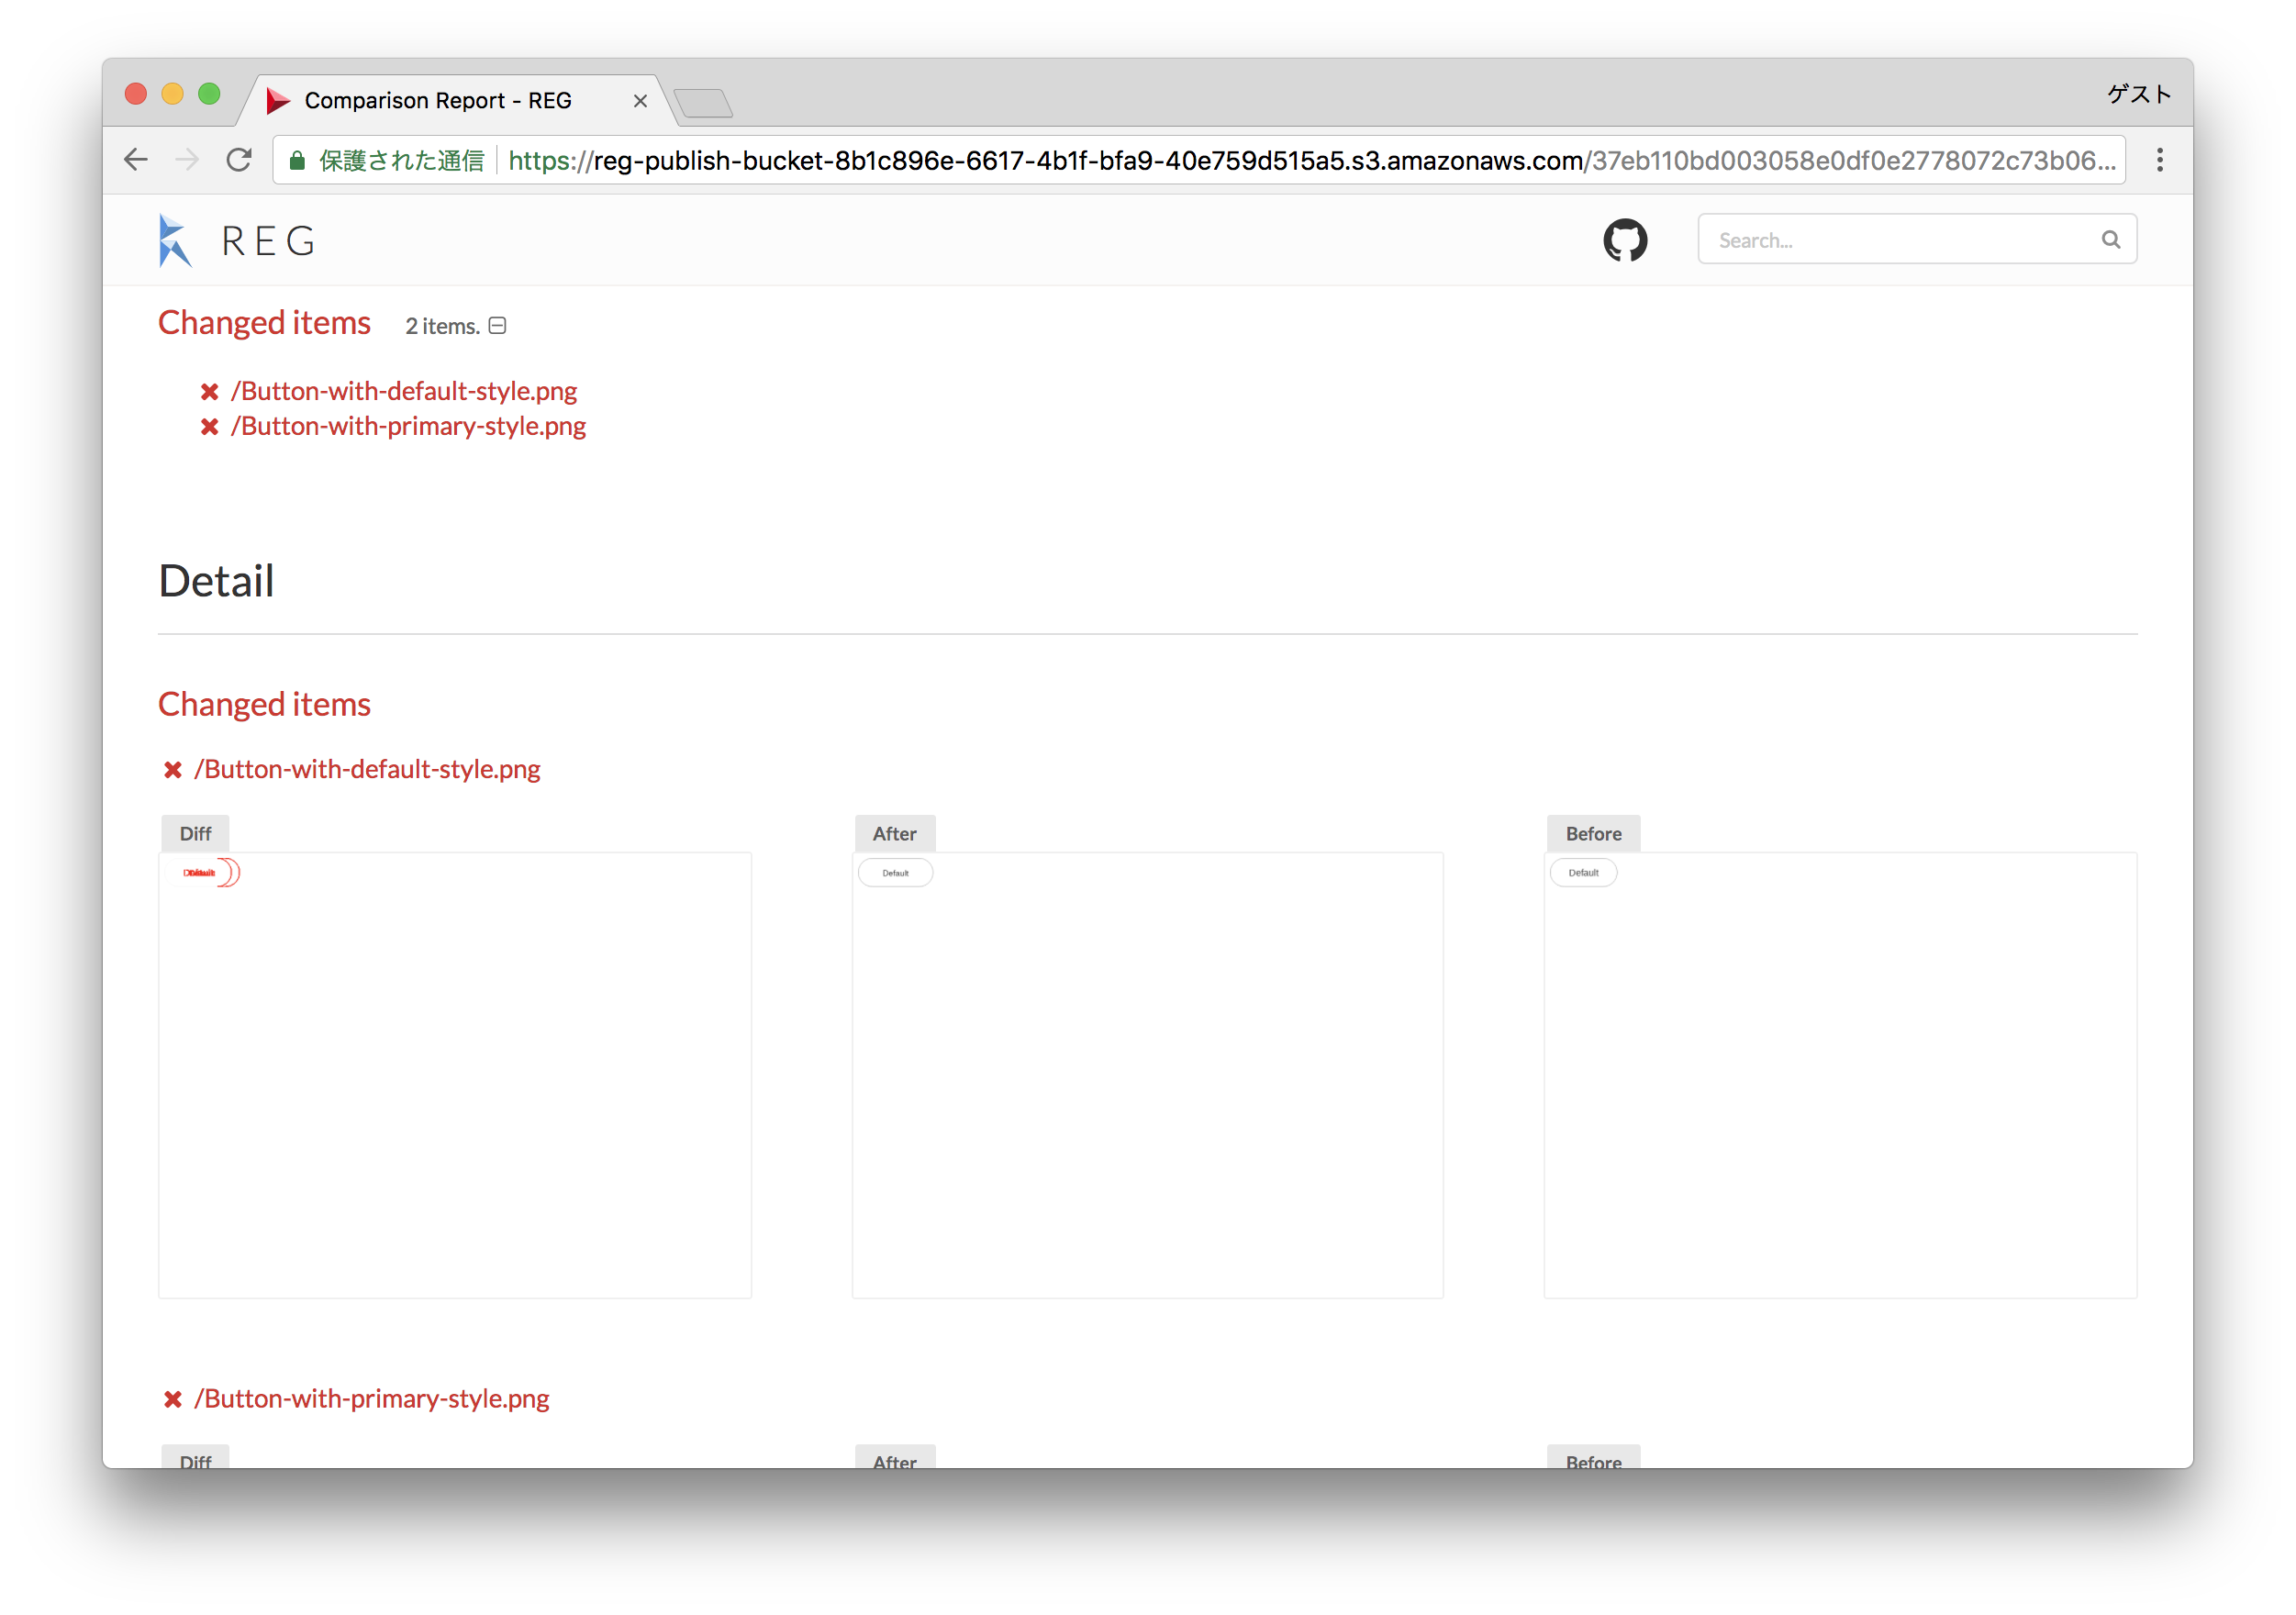 Comparison Report - REG
ゲスト
保護された通信 https://reg-publish-bucket-8b1c896e-6617-4b1f-bfa9-40e759d515a5.s3.amazonaws.com/37eb110bd003058e0df0e2778072c73b06...
REG
Search...
Changed items 2 items.
/Button-with-default-style.png
/Button-with-primary-style.png
Detail
Changed items
/Button-with-default-style.png
Diff After Before
Default Default
/Button-with-primary-style.png
Diff After Before